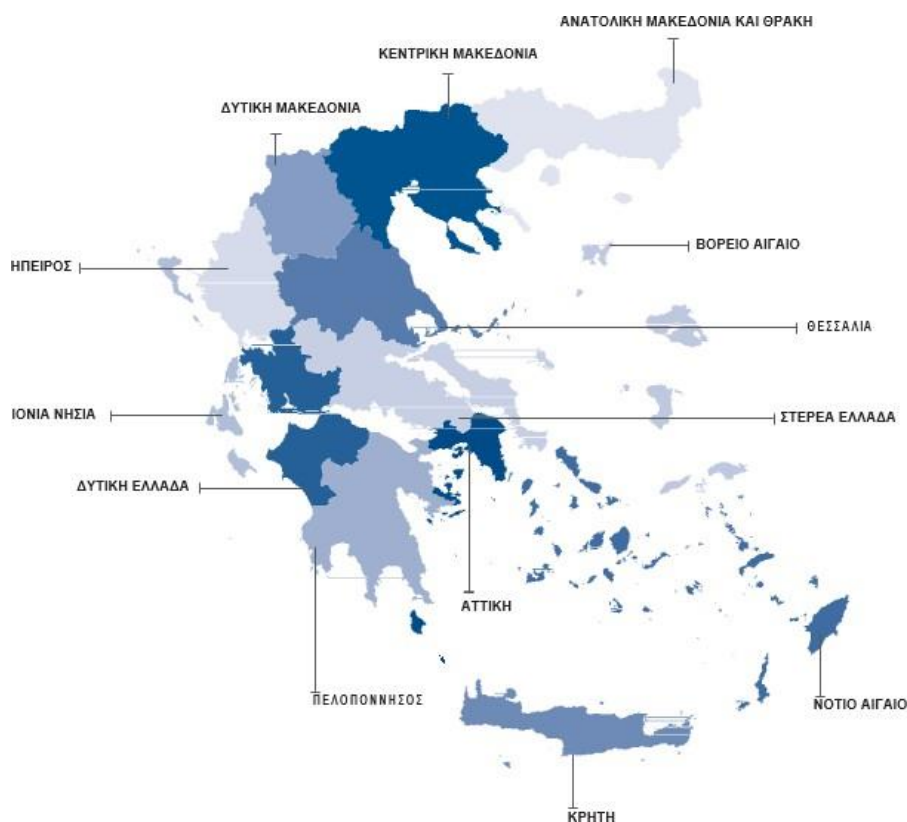 ΑΝΑΤΟΛΙΚΗ ΜΑΚΕΔΟΝΙΑ ΚΑΙ ΘΡΑΚΗ
ΚΕΝΤΡΙΚΗ ΜΑΚΕΔΟΝΙΑ
ΔΥΤΙΚΗ ΜΑΚΕΔΟΝΙΑ
ΒΟΡΕΙΟ ΑΙΓΑΙΟ
ΗΠΕΙΡΟΣ
ΘΕΣΣΑΛΙΑ
ΙΟΝΙΑ ΝΗΣΙΑ
ΣΤΕΡΕΑ ΕΛΛΑΔΑ
ΔΥΤΙΚΗ ΕΛΛΑΔΑ
ΑΤΤΙΚΗ
ΠΕΛΟΠΟΝΝΗΣΟΣ
ΝΟΤΙΟ ΑΙΓΑΙΟ
ΚΡΗΤΗ